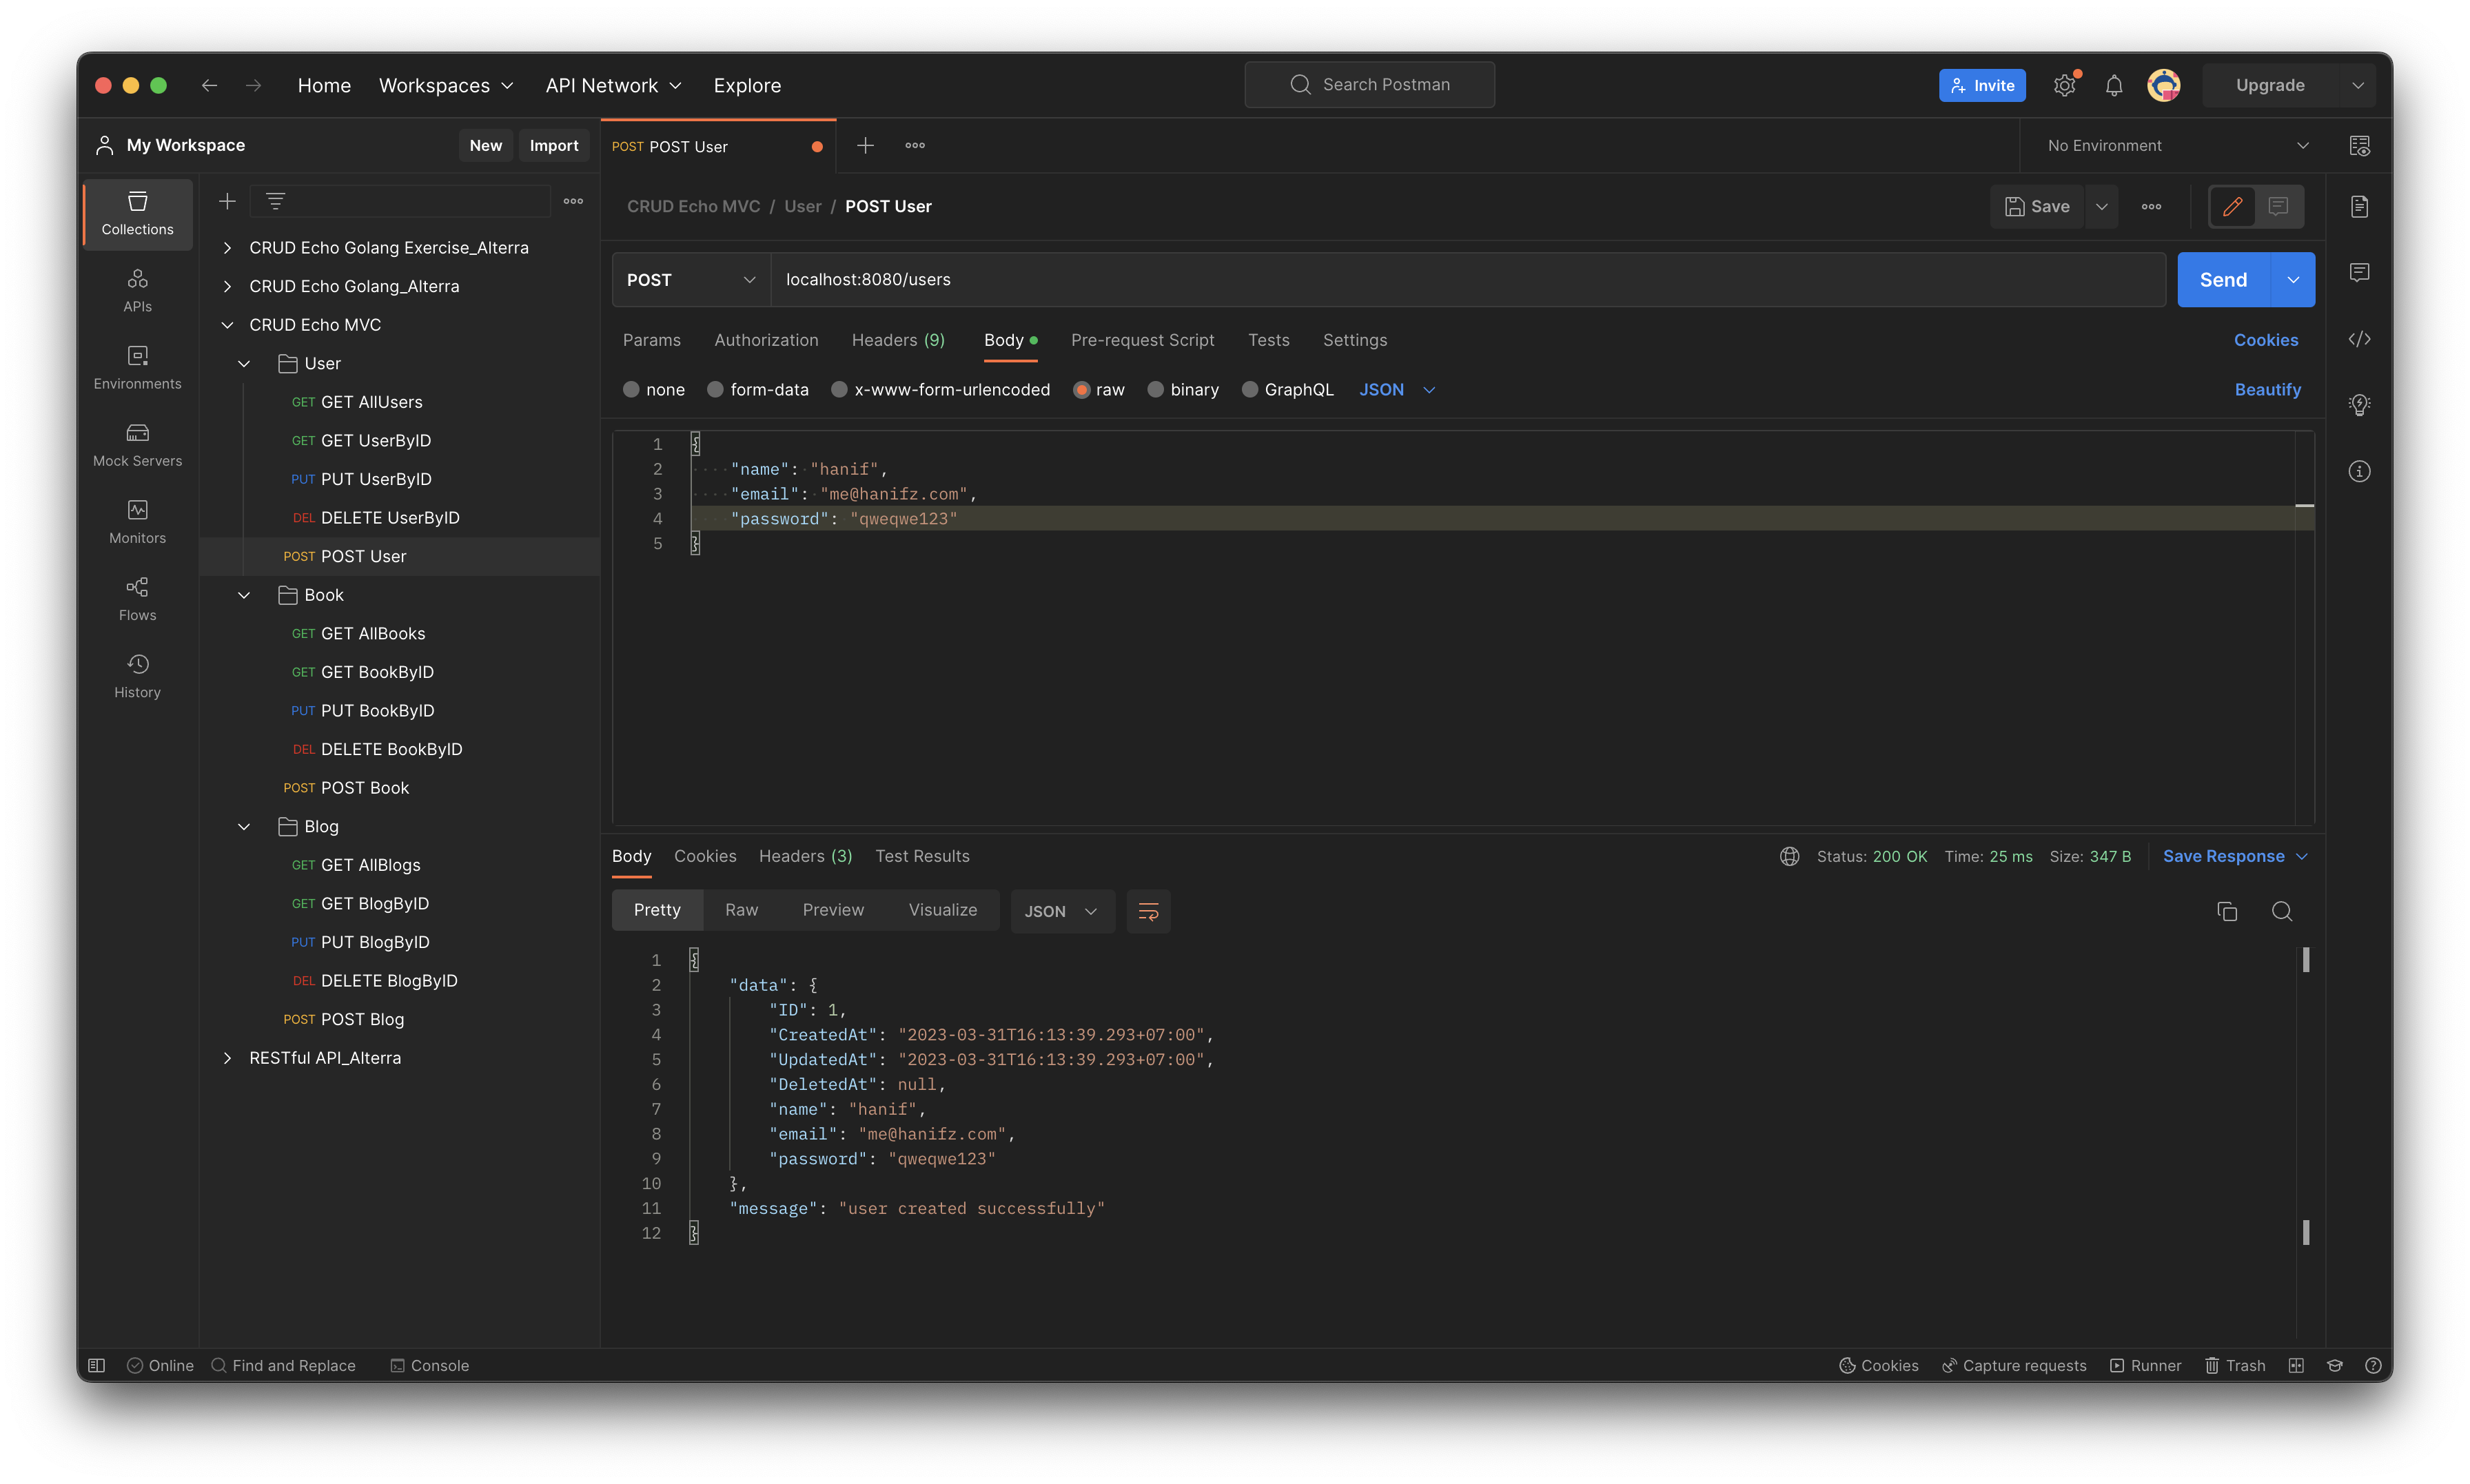 Home Workspaces API Network Explore
Search Postman
Invite
Upgrade
My Workspace
New
Import
POST POST User
No Environment
Collections
APIs
Environments
Mock Servers
Monitors
Flows
History
CRUD Echo Golang Exercise_Alterra
CRUD Echo Golang_Alterra
CRUD Echo MVC
User
GET GET AllUsers
GET GET UserByID
PUT PUT UserByID
DEL DELETE UserByID
POST POST User
Book
GET GET AllBooks
GET GET BookByID
PUT PUT BookByID
DEL DELETE BookByID
POST POST Book
Blog
GET GET AllBlogs
GET GET BlogByID
PUT PUT BlogByID
DEL DELETE BlogByID
POST POST Blog
RESTful API_Alterra
CRUD Echo MVC / User / POST User
Save
POST localhost:8080/users
Send
Params Authorization Headers (9) Body Pre-request Script Tests Settings
Cookies
none form-data x-www-form-urlencoded raw binary GraphQL JSON
Beautify
1 {
2 "name": "hanif",
3 "email": "me@hanifz.com",
4 "password": "qweqwe123"
5 }
Body Cookies Headers (3) Test Results
Status: 200 OK Time: 25 ms Size: 347 B
Save Response
Pretty Raw Preview Visualize JSON
1 {
2 "data": {
3 "ID": 1,
4 "CreatedAt": "2023-03-31T16:13:39.293+07:00",
5 "UpdatedAt": "2023-03-31T16:13:39.293+07:00",
6 "DeletedAt": null,
7 "name": "hanif",
8 "email": "me@hanifz.com",
9 "password": "qweqwe123"
10 },
11 "message": "user created successfully"
12 }
Online Find and Replace Console
Cookies Capture requests Runner Trash